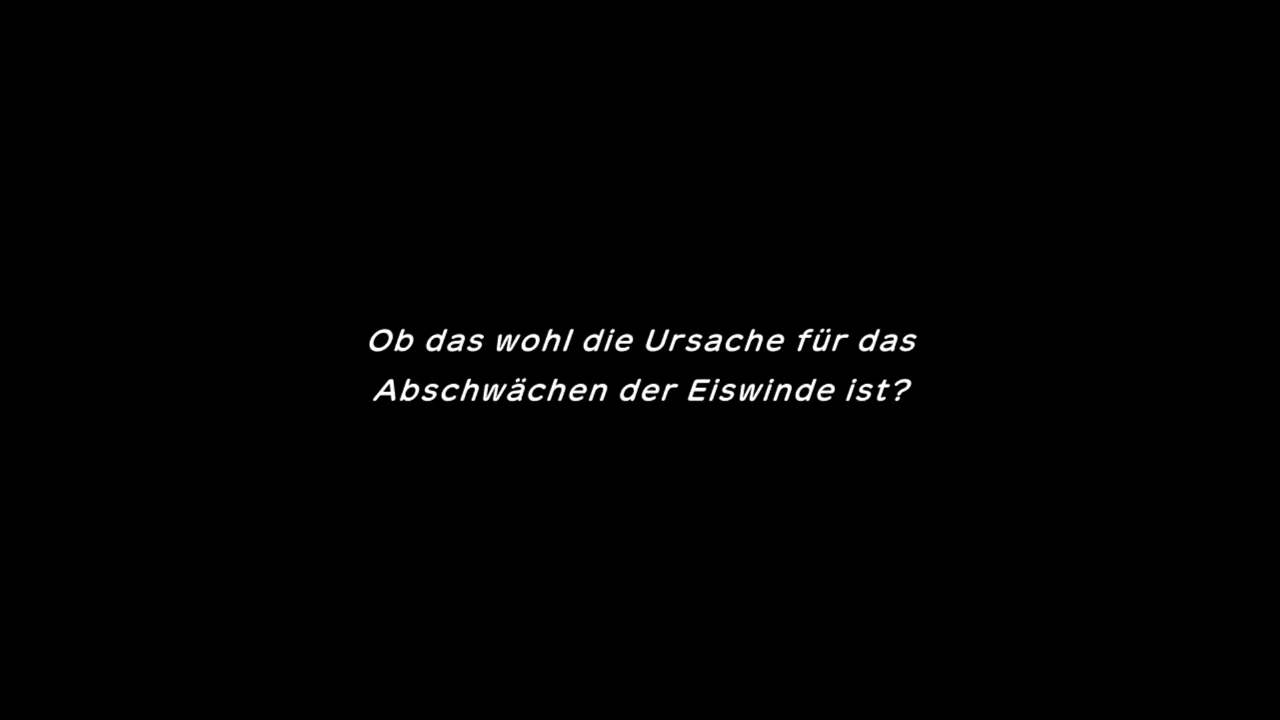 Ob das wohl die Ursache für das
Abschwächen der Eiswinde ist?